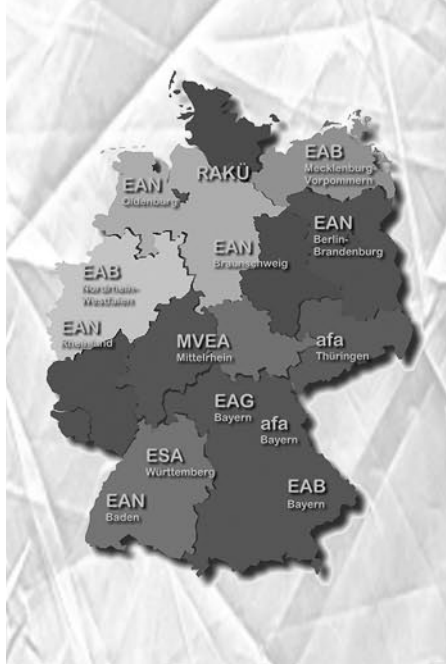 EAB
Mecklenburg-
Vorpommern
RAKÜ
EAN
Oldenburg
EAN
Berlin-
Brandenburg
EAN
Braunschweig
EAB
Nordrhein-
Westfalen
EAN
Rheinland
MVEA
Mittelrhein
afa
Thüringen
EAG
Bayern
afa
Bayern
ESA
Württemberg
EAB
Bayern
EAN
Baden